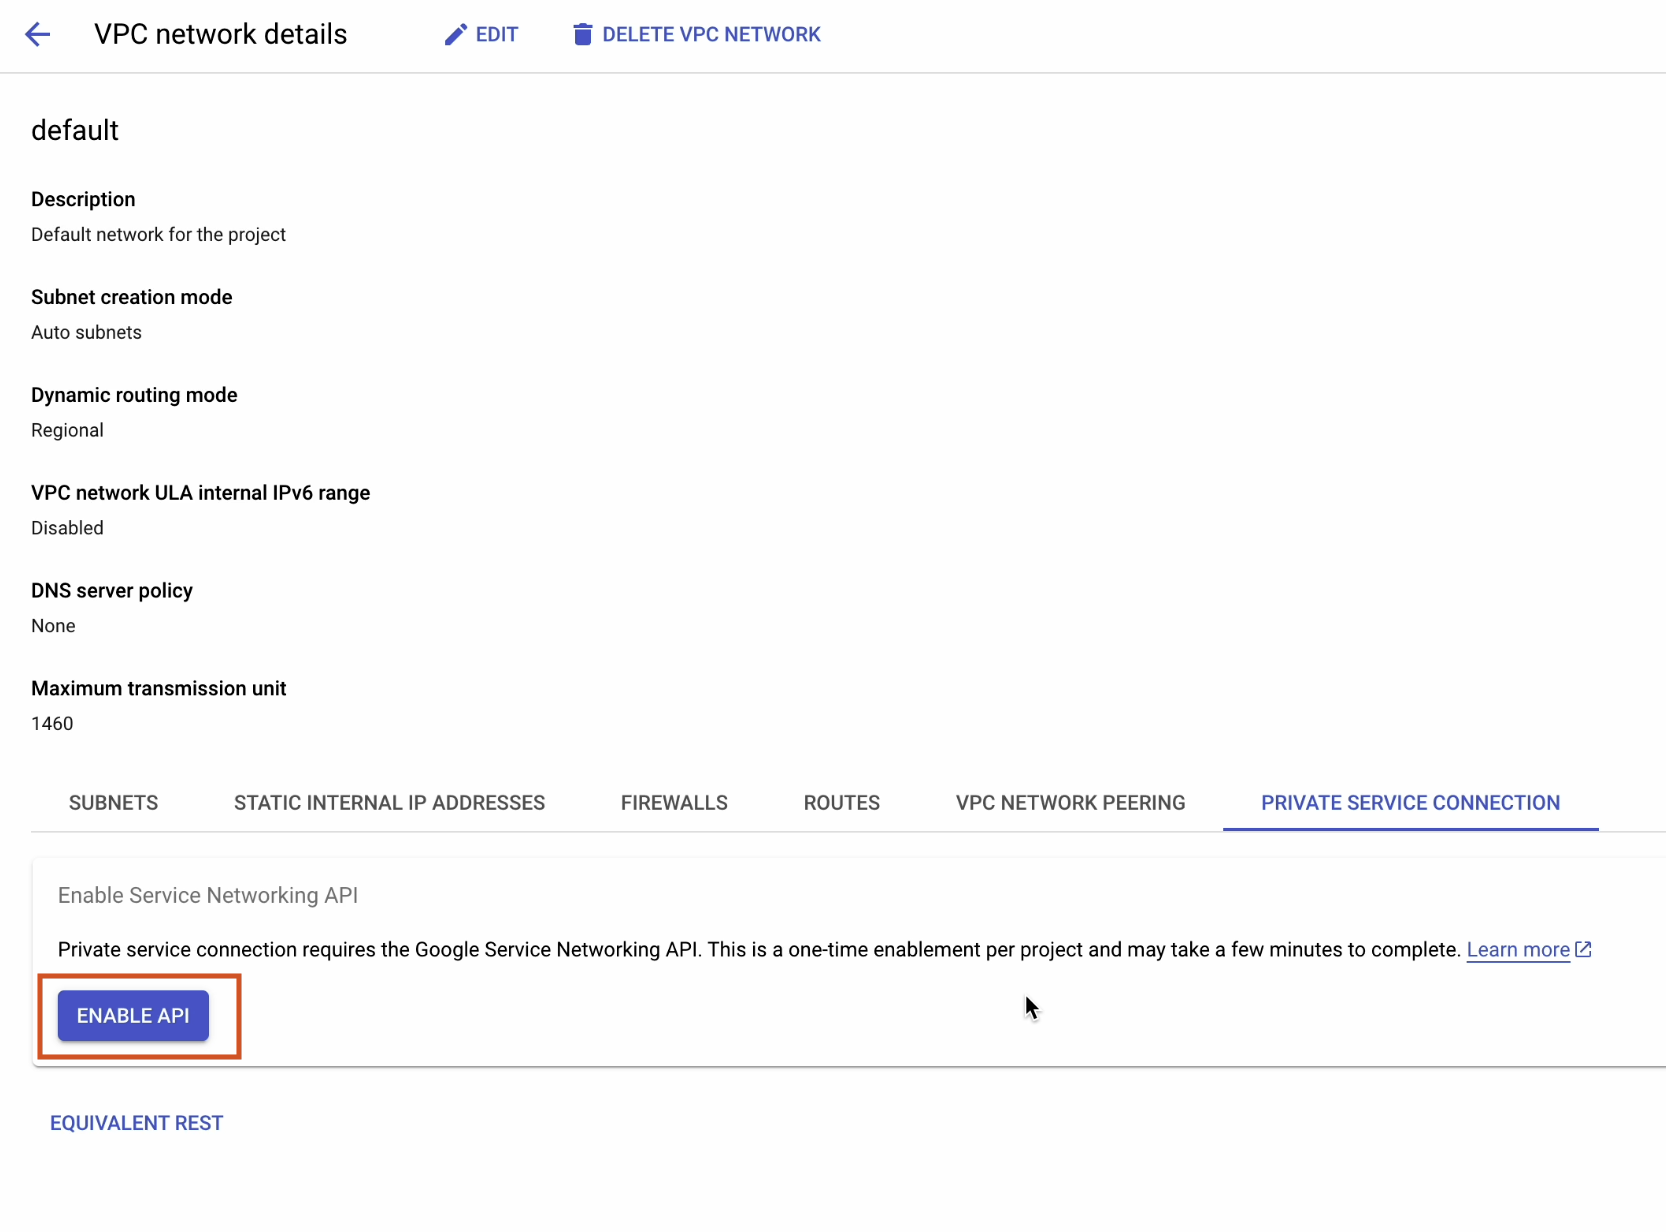 VPC network details
EDIT
DELETE VPC NETWORK
default
Description
Default network for the project
Subnet creation mode
Auto subnets
Dynamic routing mode
Regional
VPC network ULA internal IPv6 range
Disabled
DNS server policy
None
Maximum transmission unit
1460
SUBNETS
STATIC INTERNAL IP ADDRESSES
FIREWALLS
ROUTES
VPC NETWORK PEERING
PRIVATE SERVICE CONNECTION
Enable Service Networking API
Private service connection requires the Google Service Networking API. This is a one-time enablement per project and may take a few minutes to complete. Learn more
ENABLE API
EQUIVALENT REST